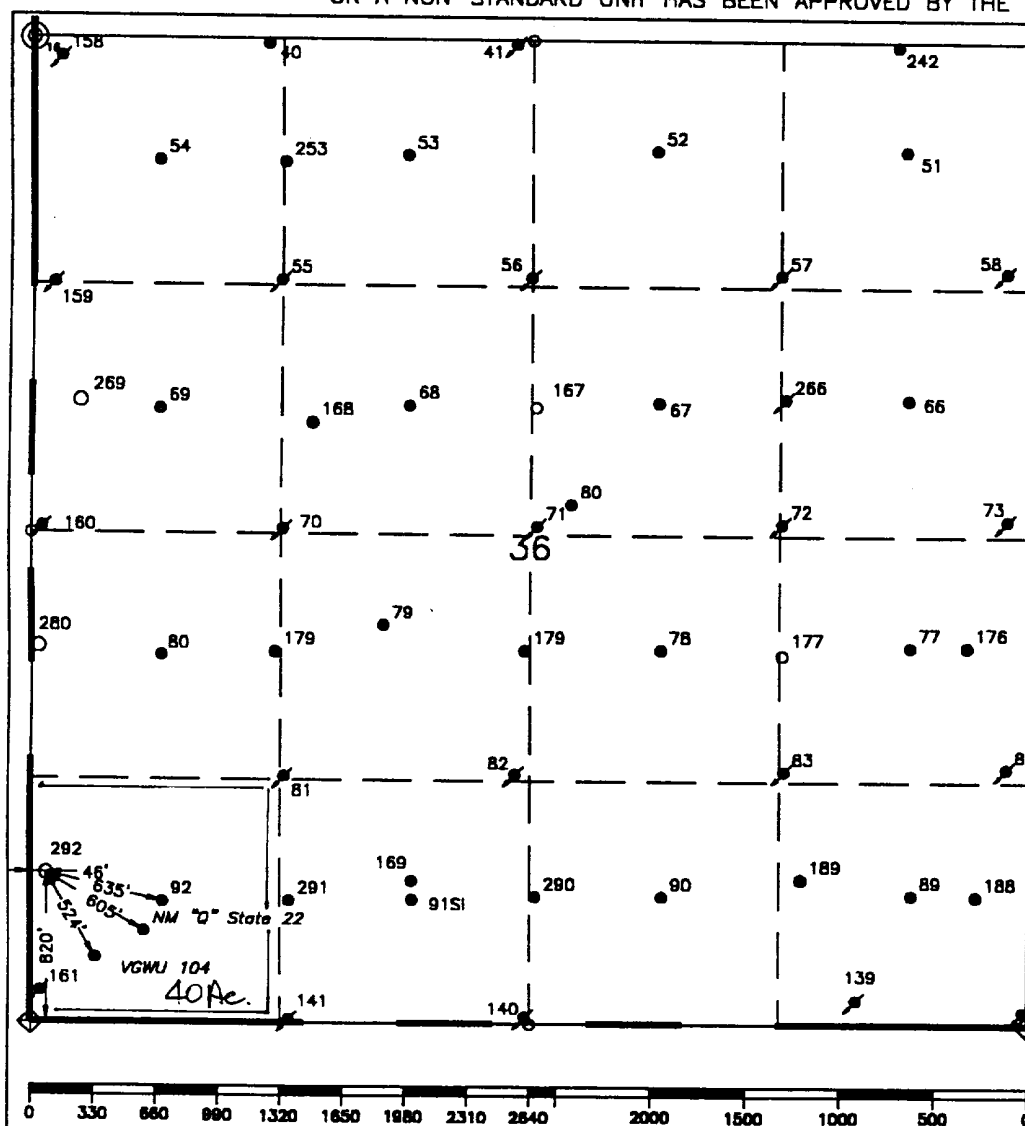 OR A NON-STANDARD UNIT HAS BEEN APPROVED BY THE
158 40 41 242
54 253 53 52 51
55 56 57 58
159
269 69 168 68 167 67 266 66
80
160 70 71 72 73
36
280 80 179 79 179 78 177 77 176
81 82 83 8
292
46'
635' 92 291 169 91SI 290 90 189 89 188
605' NM "Q" State 22
524'
820'
VGWU 104
161 40 Ac. 141 140 139
0 330 660 990 1320 1650 1980 2310 2640 2000 1500 1000 500 0